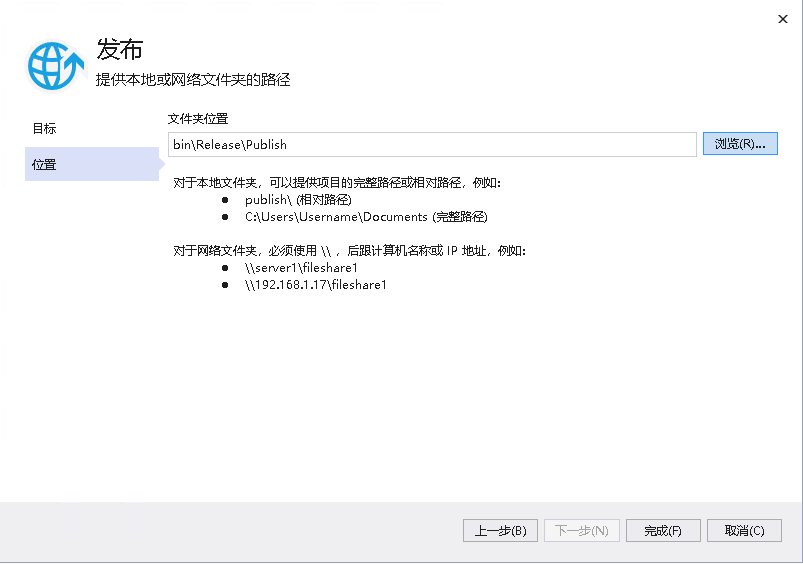 发布
提供本地或网络文件夹的路径
目标
位置
文件夹位置
bin\Release\Publish
浏览(R)...
对于本地文件夹，可以提供项目的完整路径或相对路径，例如：
● publish\ (相对路径)
● C:\Users\Username\Documents (完整路径)
对于网络文件夹，必须使用 \\ ，后跟计算机名称或 IP 地址，例如：
● \\server1\fileshare1
● \\192.168.1.17\fileshare1
上一步(B)
下一步(N)
完成(F)
取消(C)